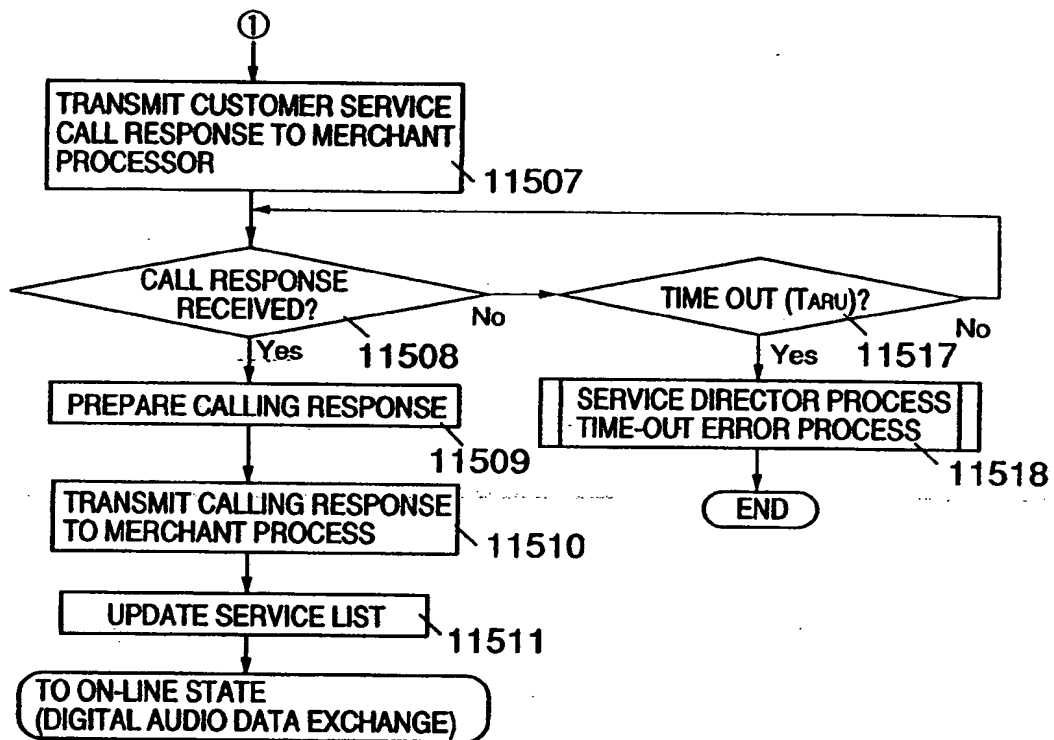 ①
TRANSMIT CUSTOMER SERVICE
CALL RESPONSE TO MERCHANT
PROCESSOR
11507
CALL RESPONSE
RECEIVED?
No
11508
Yes
TIME OUT (TARU)?
No
11517
Yes
PREPARE CALLING RESPONSE
11509
SERVICE DIRECTOR PROCESS
TIME-OUT ERROR PROCESS
11518
END
TRANSMIT CALLING RESPONSE
TO MERCHANT PROCESS
11510
UPDATE SERVICE LIST
11511
TO ON-LINE STATE
(DIGITAL AUDIO DATA EXCHANGE)